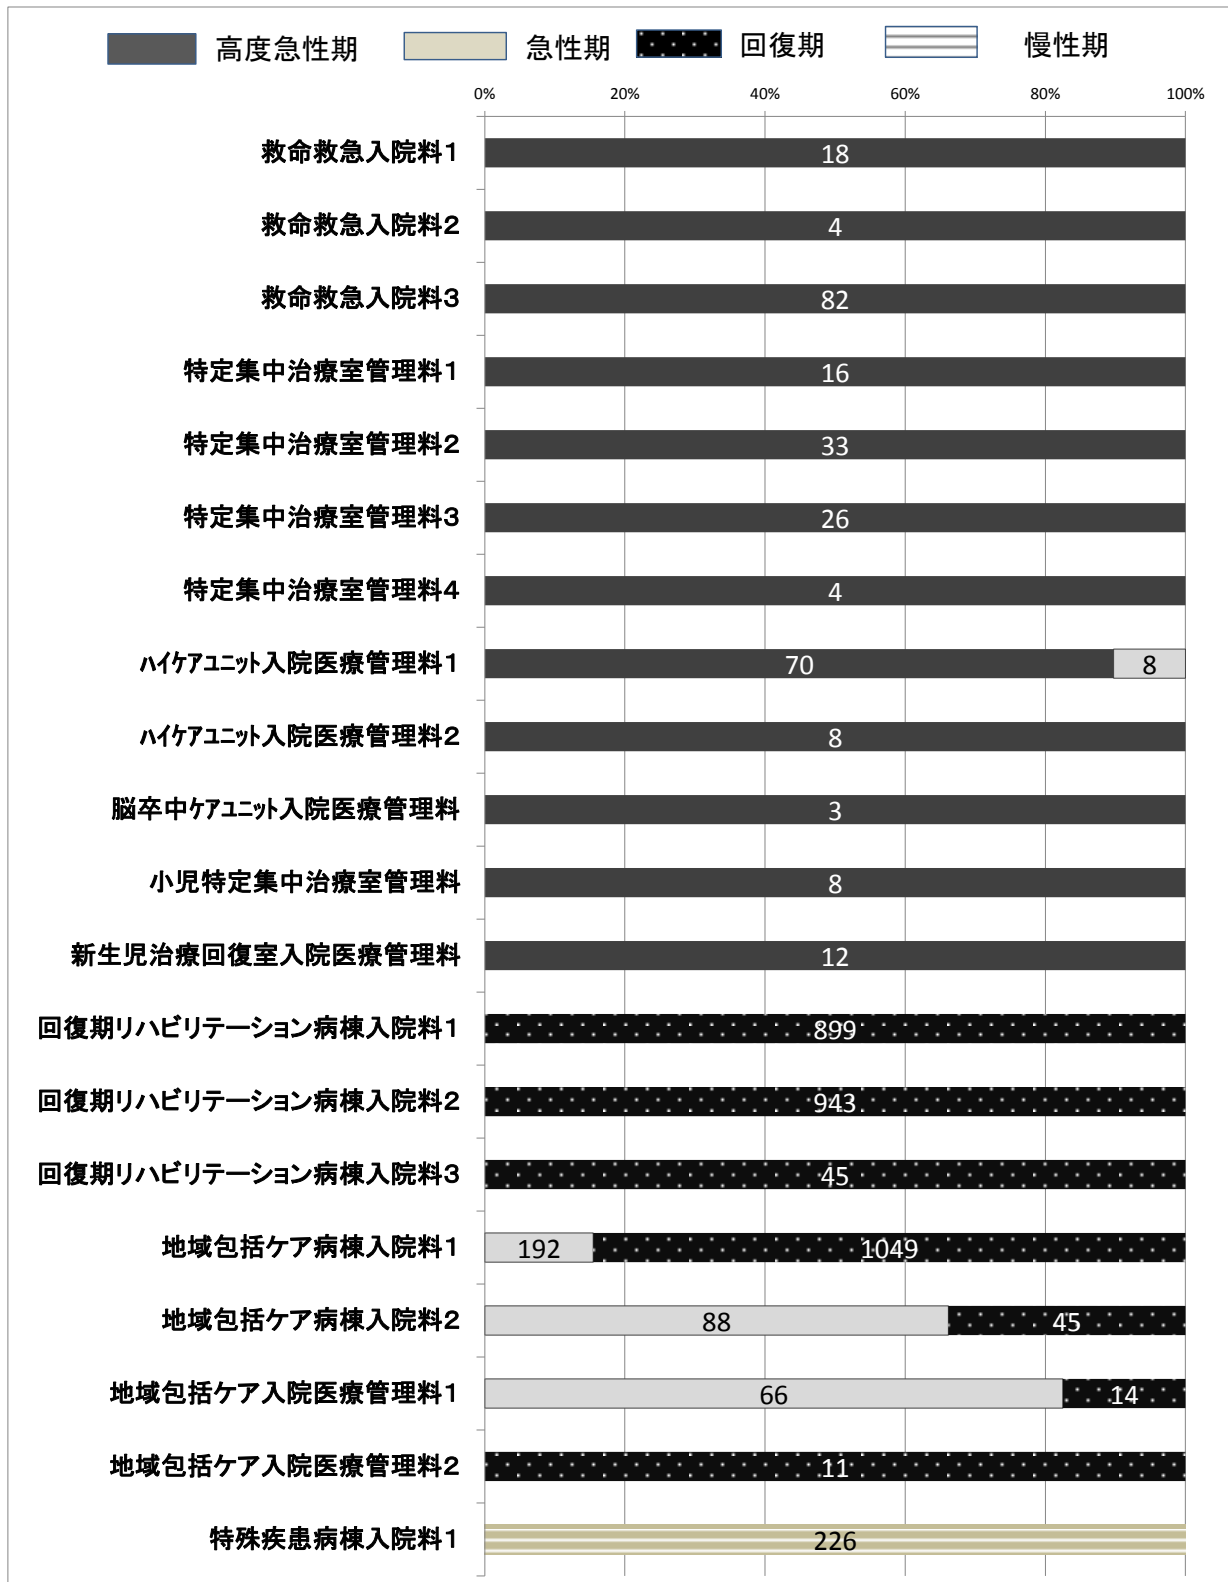 高度急性期 急性期 回復期 慢性期
0% 20% 40% 60% 80% 100%
救命救急入院料1 18
救命救急入院料2 4
救命救急入院料3 82
特定集中治療室管理料1 16
特定集中治療室管理料2 33
特定集中治療室管理料3 26
特定集中治療室管理料4 4
ﾊｲｹｱﾕﾆｯﾄ入院医療管理料1 70 8
ﾊｲｹｱﾕﾆｯﾄ入院医療管理料2 8
脳卒中ｹｱﾕﾆｯﾄ入院医療管理料 3
小児特定集中治療室管理料 8
新生児治療回復室入院医療管理料 12
回復期リハビリテーション病棟入院料1 899
回復期リハビリテーション病棟入院料2 943
回復期リハビリテーション病棟入院料3 45
地域包括ケア病棟入院料1 192 1049
地域包括ケア病棟入院料2 88 45
地域包括ケア入院医療管理料1 66 14
地域包括ケア入院医療管理料2 11
特殊疾患病棟入院料1 226